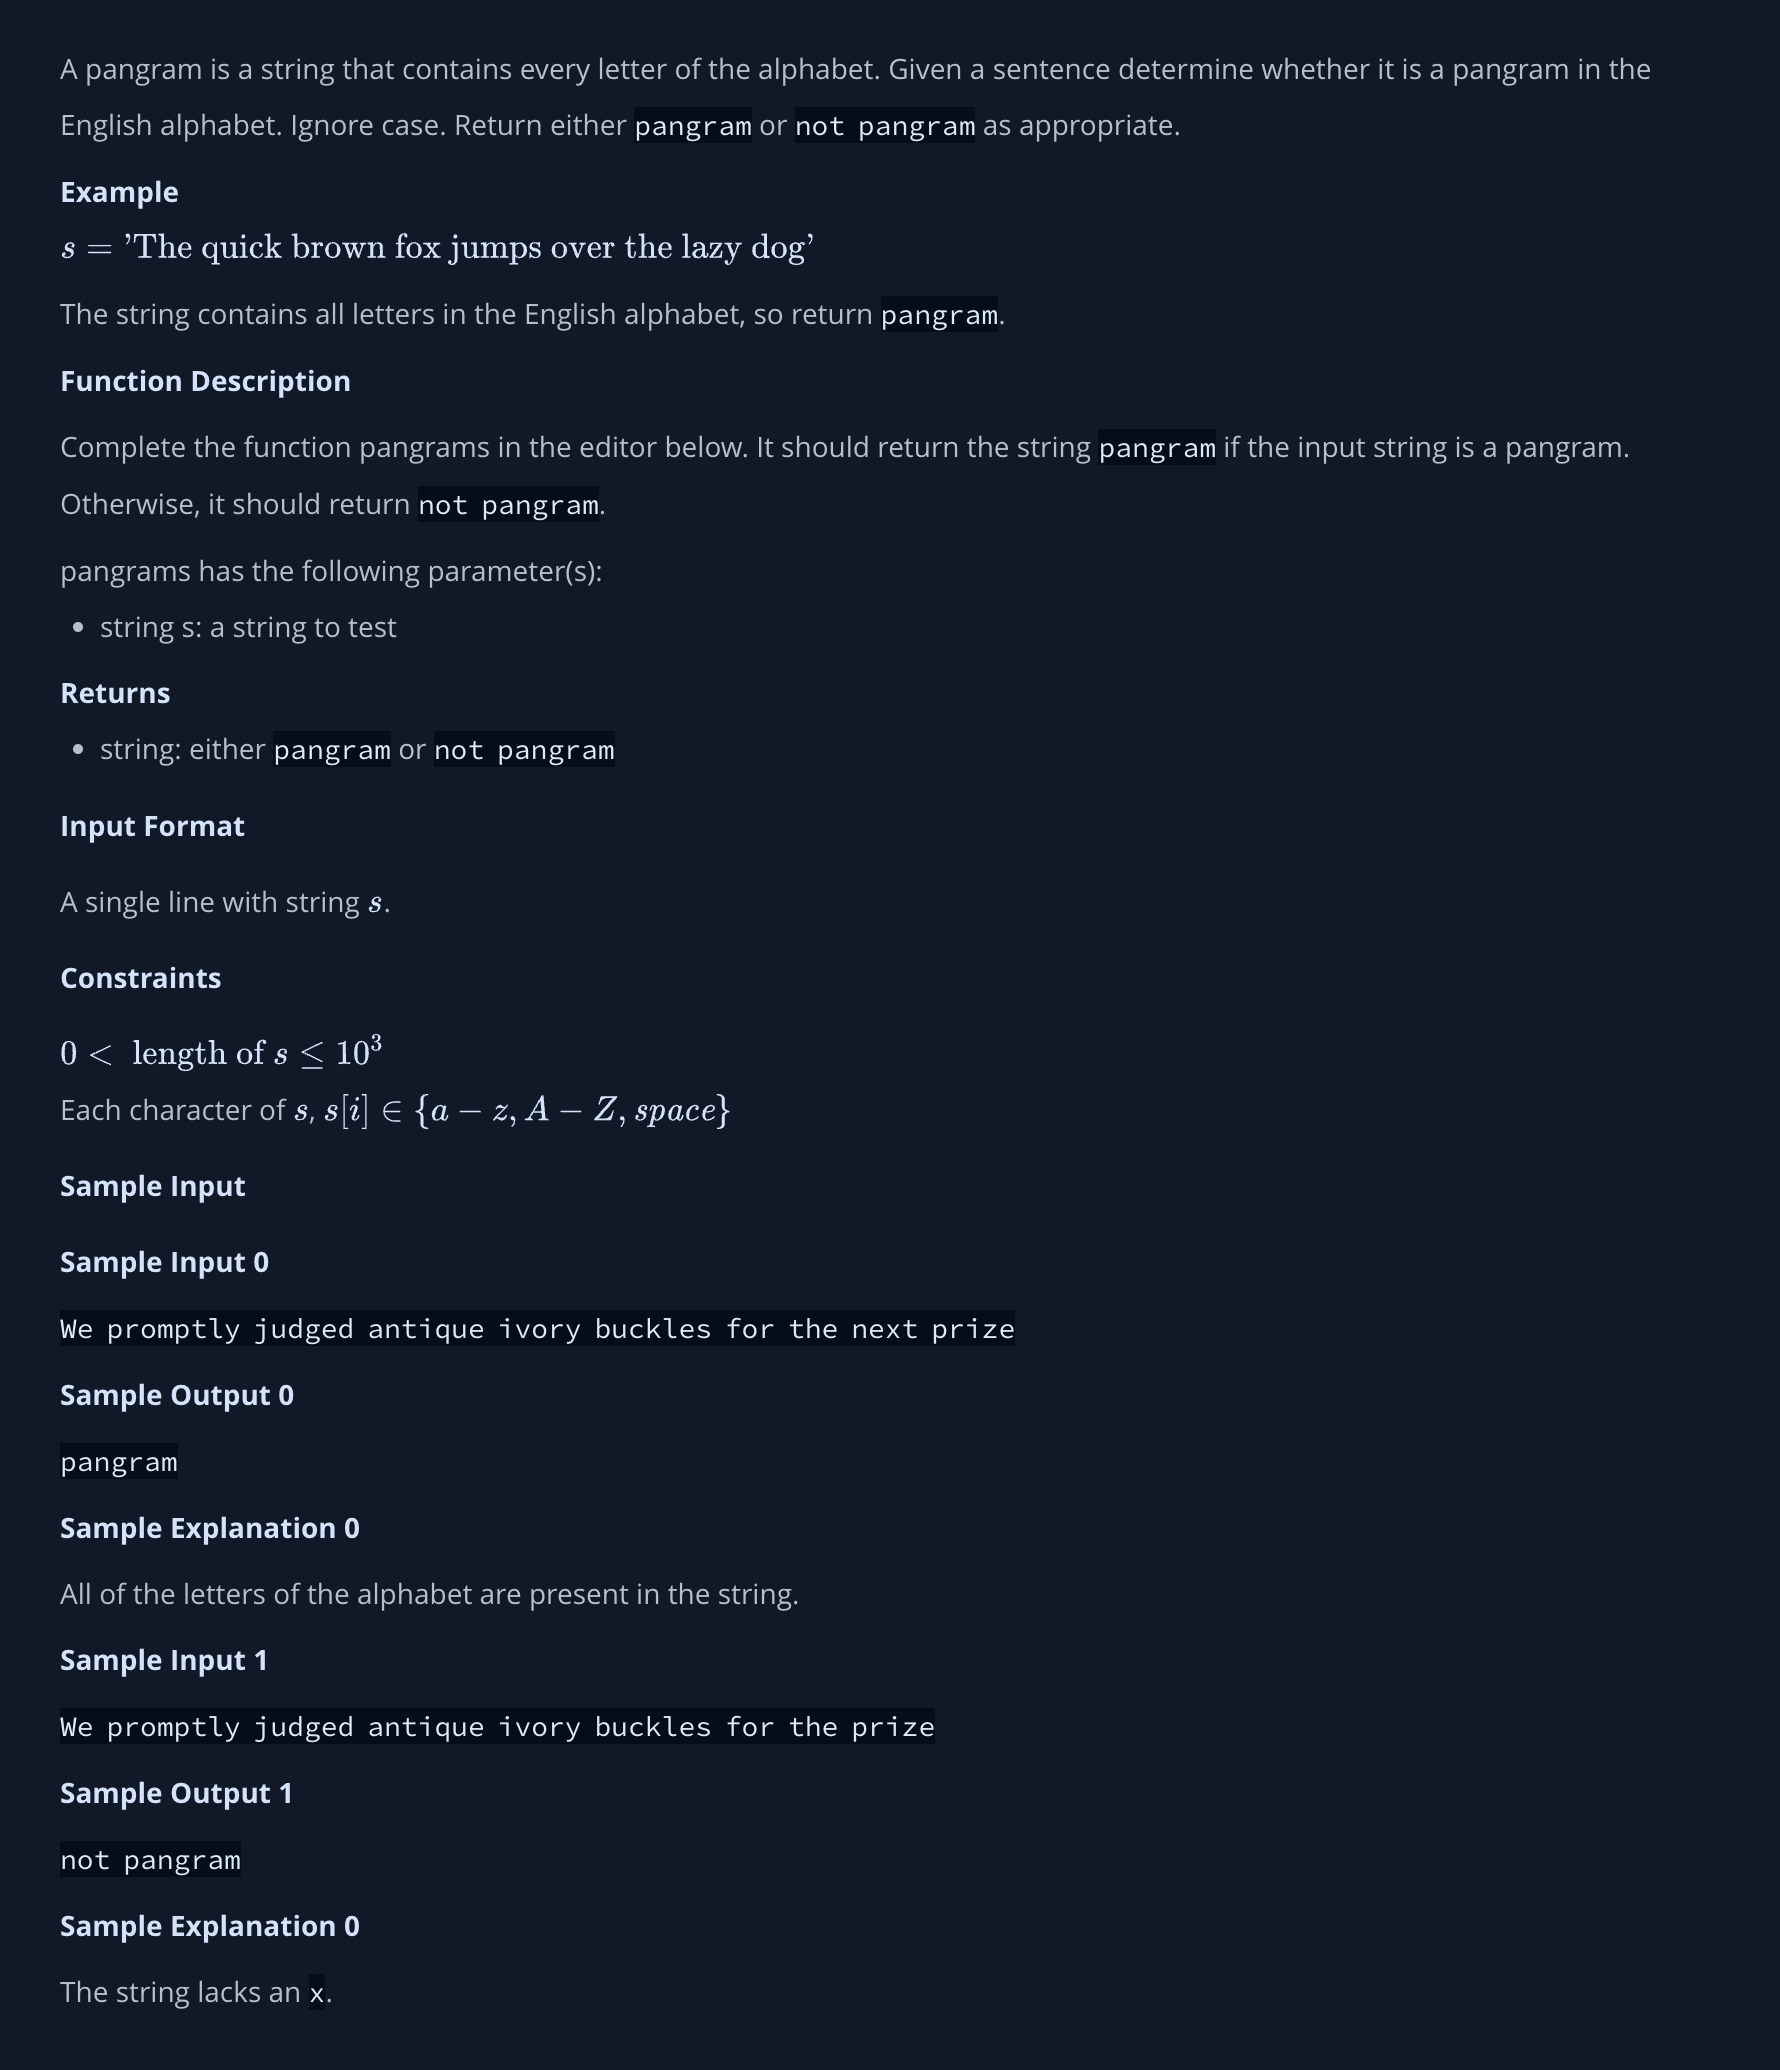 A pangram is a string that contains every letter of the alphabet. Given a sentence determine whether it is a pangram in the
English alphabet. Ignore case. Return either pangram or not pangram as appropriate.
Example
s = 'The quick brown fox jumps over the lazy dog'
The string contains all letters in the English alphabet, so return pangram.
Function Description
Complete the function pangrams in the editor below. It should return the string pangram if the input string is a pangram.
Otherwise, it should return not pangram.
pangrams has the following parameter(s):
• string s: a string to test
Returns
• string: either pangram or not pangram
Input Format
A single line with string s.
Constraints
0 < length of s ≤ 10³
Each character of s, s[i] ∈ {a − z, A − Z, space}
Sample Input
Sample Input 0
We promptly judged antique ivory buckles for the next prize
Sample Output 0
pangram
Sample Explanation 0
All of the letters of the alphabet are present in the string.
Sample Input 1
We promptly judged antique ivory buckles for the prize
Sample Output 1
not pangram
Sample Explanation 0
The string lacks an x.